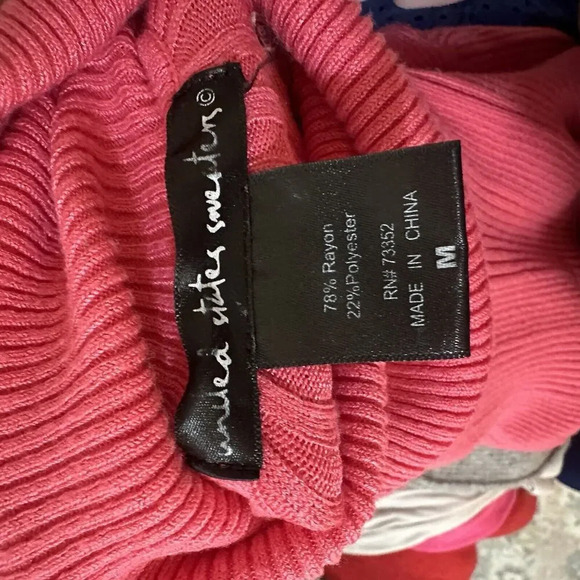 united states sweaters©
78% Rayon
22%Polyester
RN# 73352
MADE IN CHINA
M